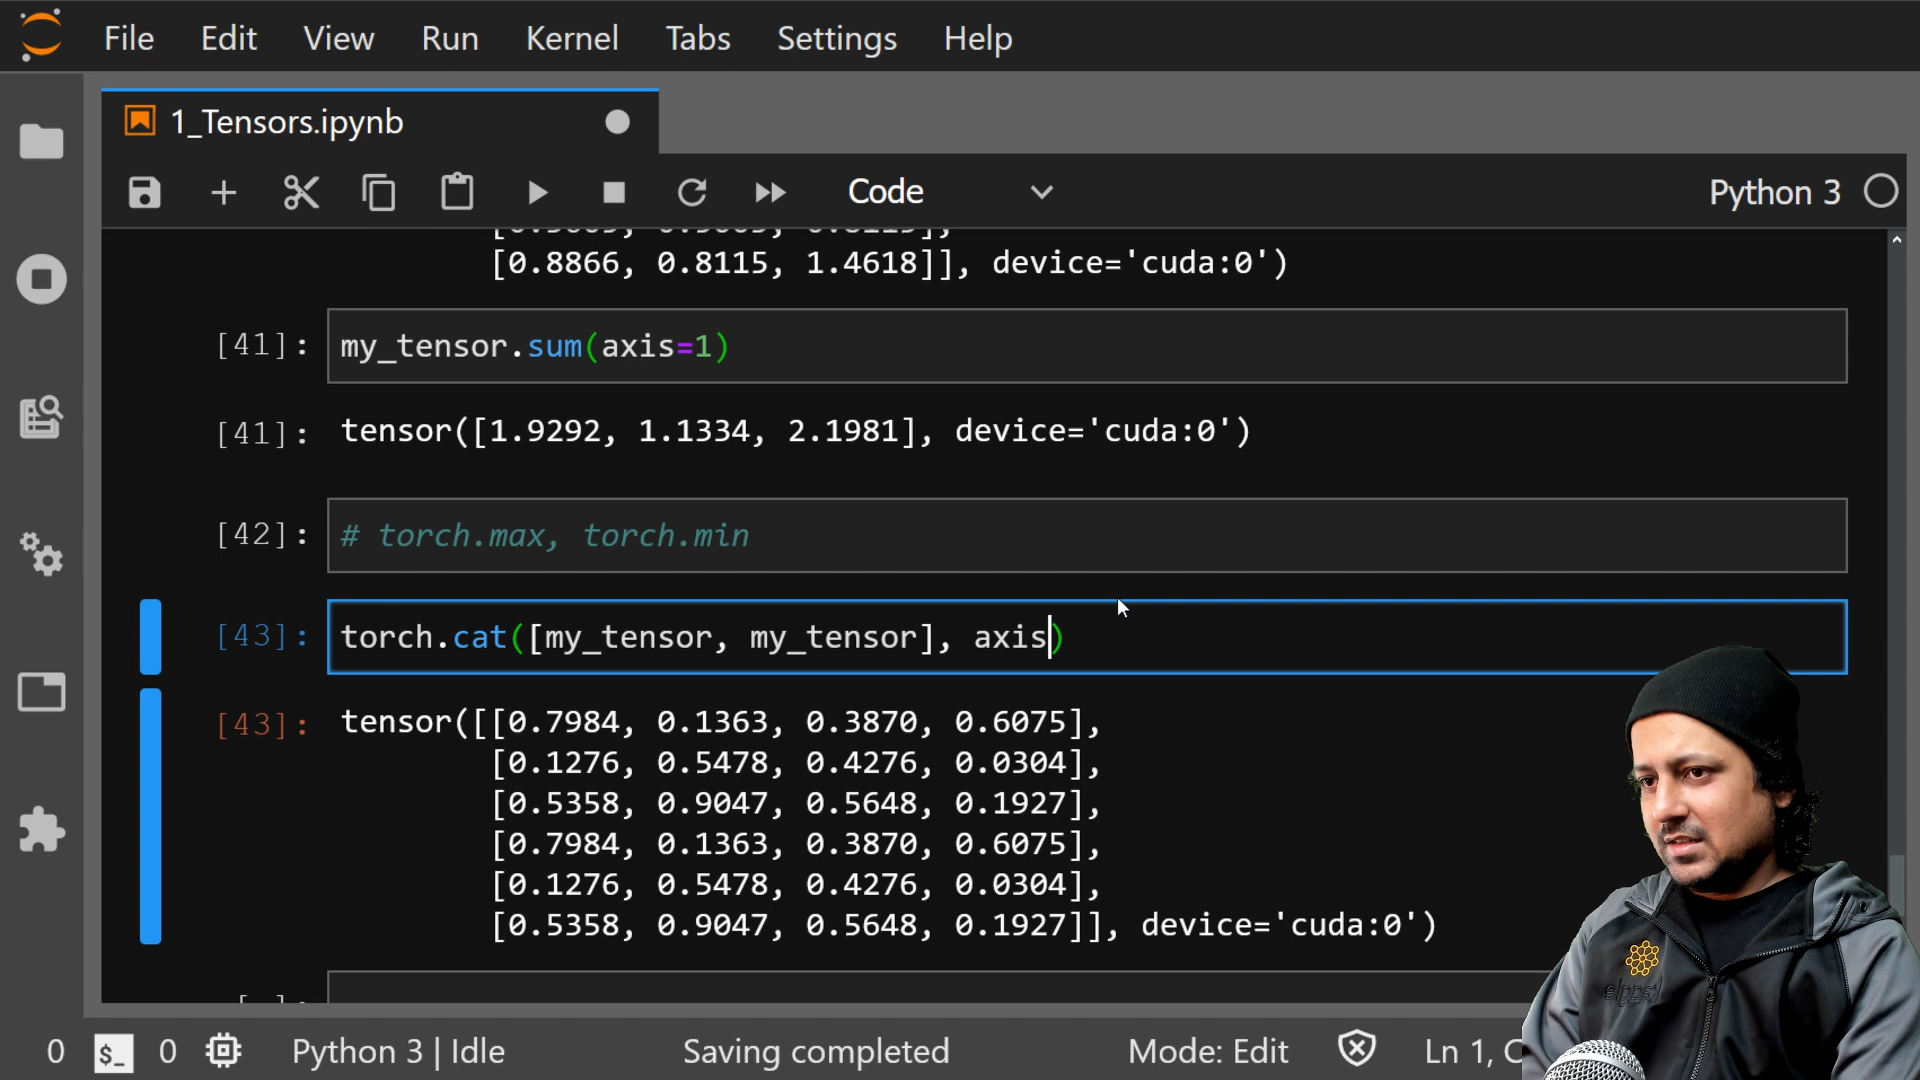 File Edit View Run Kernel Tabs Settings Help
1_Tensors.ipynb
Code
Python 3
[0.8866, 0.8115, 1.4618]], device='cuda:0')
[41]: my_tensor.sum(axis=1)
[41]: tensor([1.9292, 1.1334, 2.1981], device='cuda:0')
[42]: # torch.max, torch.min
[43]: torch.cat([my_tensor, my_tensor], axis)
[43]: tensor([[0.7984, 0.1363, 0.3870, 0.6075],
[0.1276, 0.5478, 0.4276, 0.0304],
[0.5358, 0.9047, 0.5648, 0.1927],
[0.7984, 0.1363, 0.3870, 0.6075],
[0.1276, 0.5478, 0.4276, 0.0304],
[0.5358, 0.9047, 0.5648, 0.1927]], device='cuda:0')
0 $_ 0 Python 3 | Idle Saving completed Mode: Edit Ln 1,